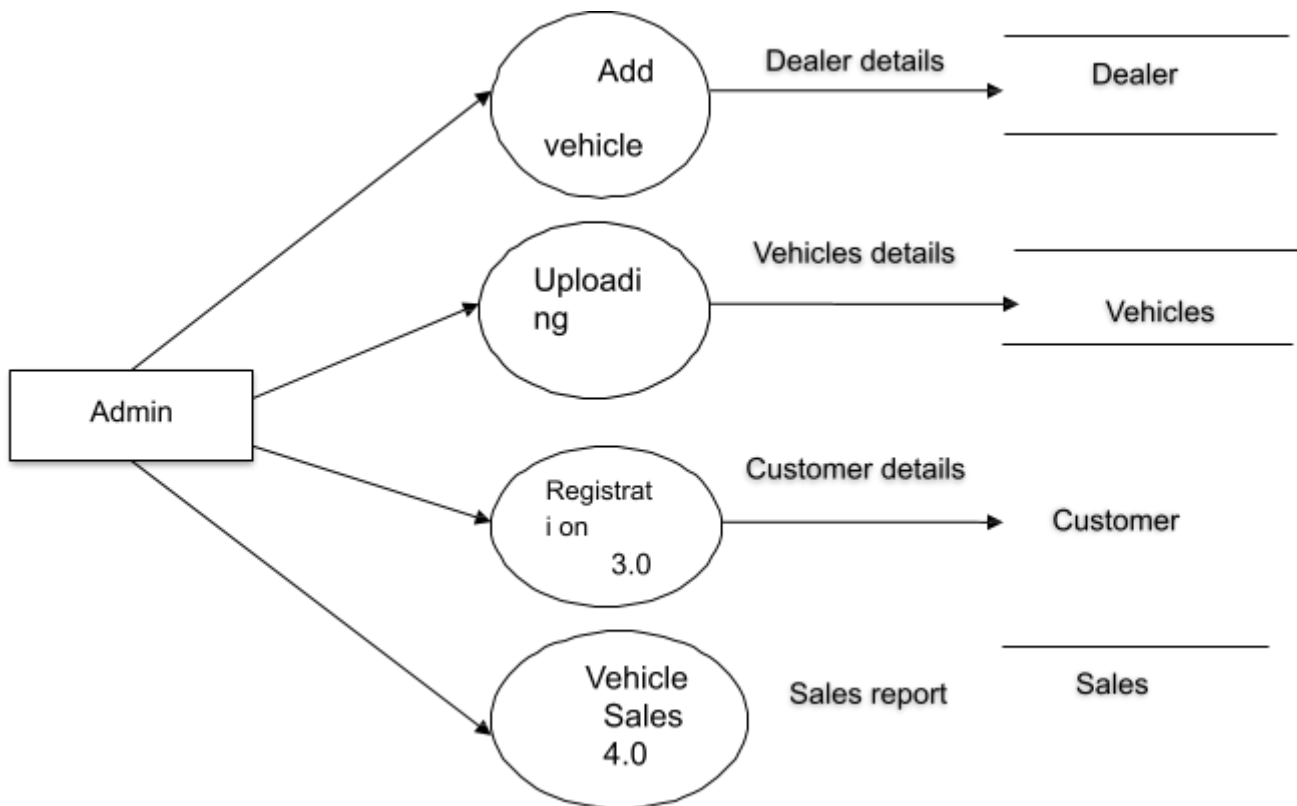 Add
vehicle
Dealer details
Dealer
Uploadi
ng
Vehicles details
Vehicles
Admin
Registrat
i on
3.0
Customer details
Customer
Vehicle
Sales
4.0
Sales report
Sales